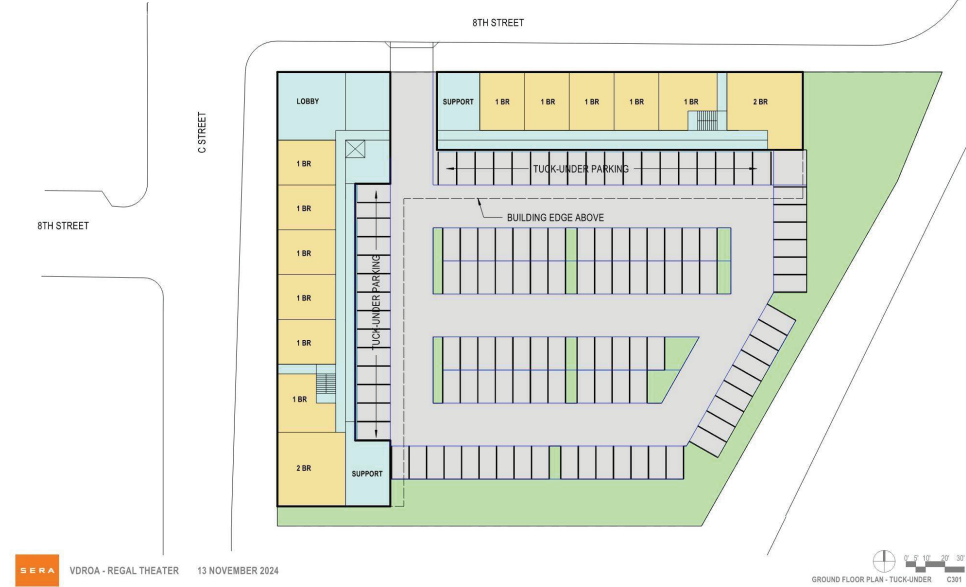 8TH STREET
C STREET
8TH STREET
LOBBY
SUPPORT
1 BR
1 BR
1 BR
1 BR
1 BR
2 BR
1 BR
1 BR
1 BR
1 BR
1 BR
1 BR
2 BR
SUPPORT
TUCK-UNDER PARKING
BUILDING EDGE ABOVE
TUCK-UNDER PARKING
SERA
VDROA - REGAL THEATER 13 NOVEMBER 2024
0' 5' 10' 20' 30'
GROUND FLOOR PLAN - TUCK-UNDER C301